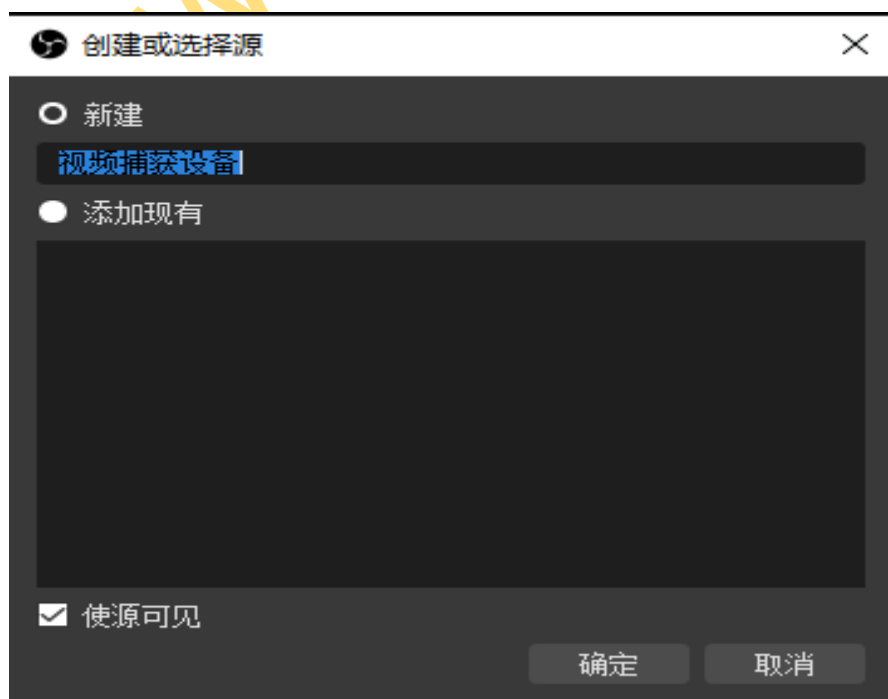 创建或选择源
新建
视频捕获设备
添加现有
使源可见
确定 取消